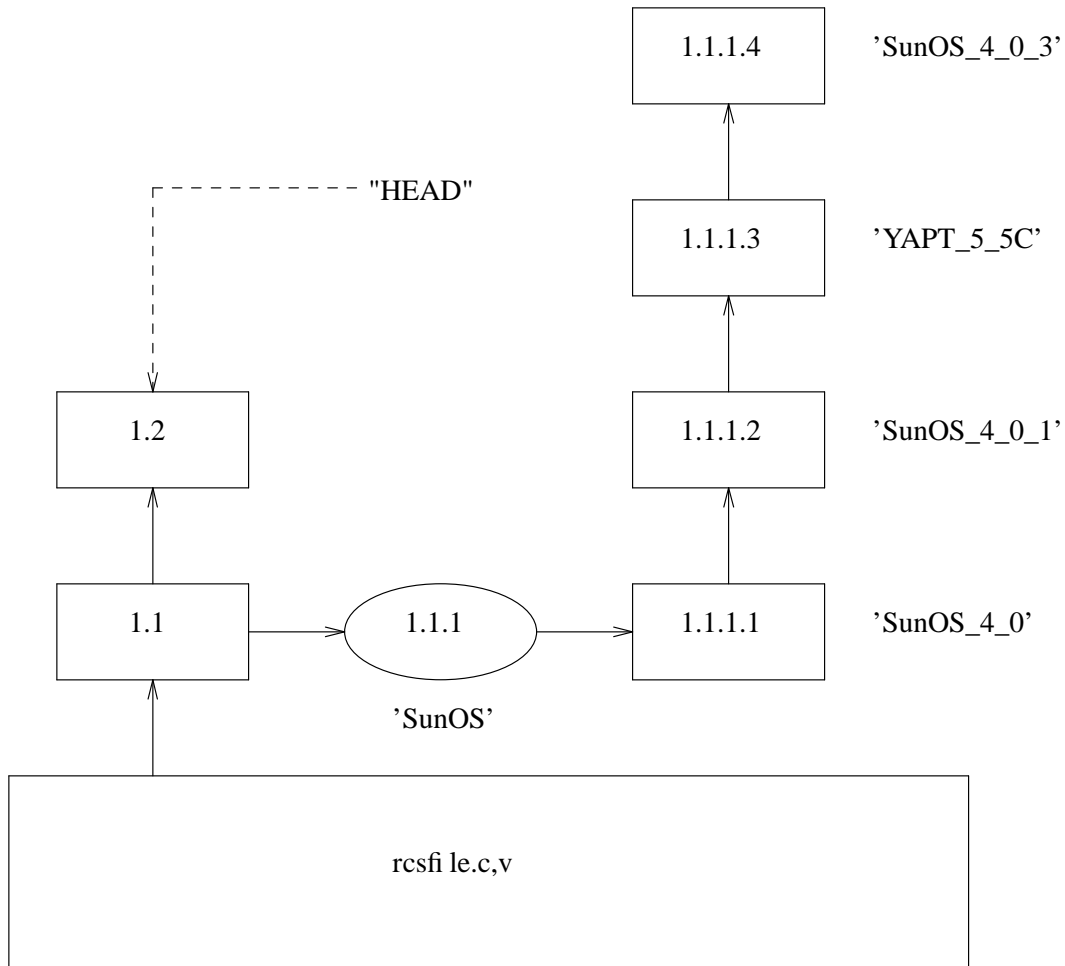 1.1.1.4 ’SunOS_4_0_3’
"HEAD"
1.1.1.3 ’YAPT_5_5C’
1.2 1.1.1.2 ’SunOS_4_0_1’
1.1 1.1.1 1.1.1.1 ’SunOS_4_0’
’SunOS’
rcsfi le.c,v